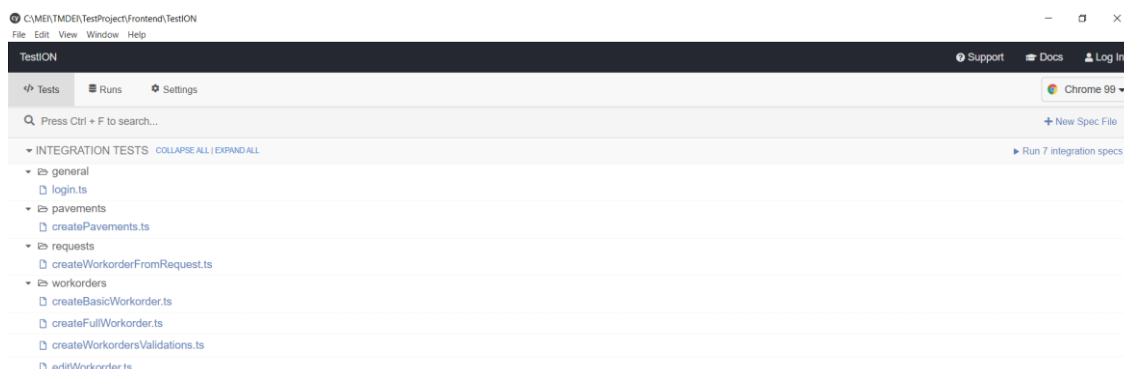 cy C:\MEI\TMDEI\TestProject\Frontend\TestION
File Edit View Window Help
TestION Support Docs Log In
</> Tests Runs Settings Chrome 99
Press Ctrl + F to search... + New Spec File
INTEGRATION TESTS COLLAPSE ALL | EXPAND ALL Run 7 integration specs
general
login.ts
pavements
createPavements.ts
requests
createWorkorderFromRequest.ts
workorders
createBasicWorkorder.ts
createFullWorkorder.ts
createWorkordersValidations.ts
editWorkorder.ts